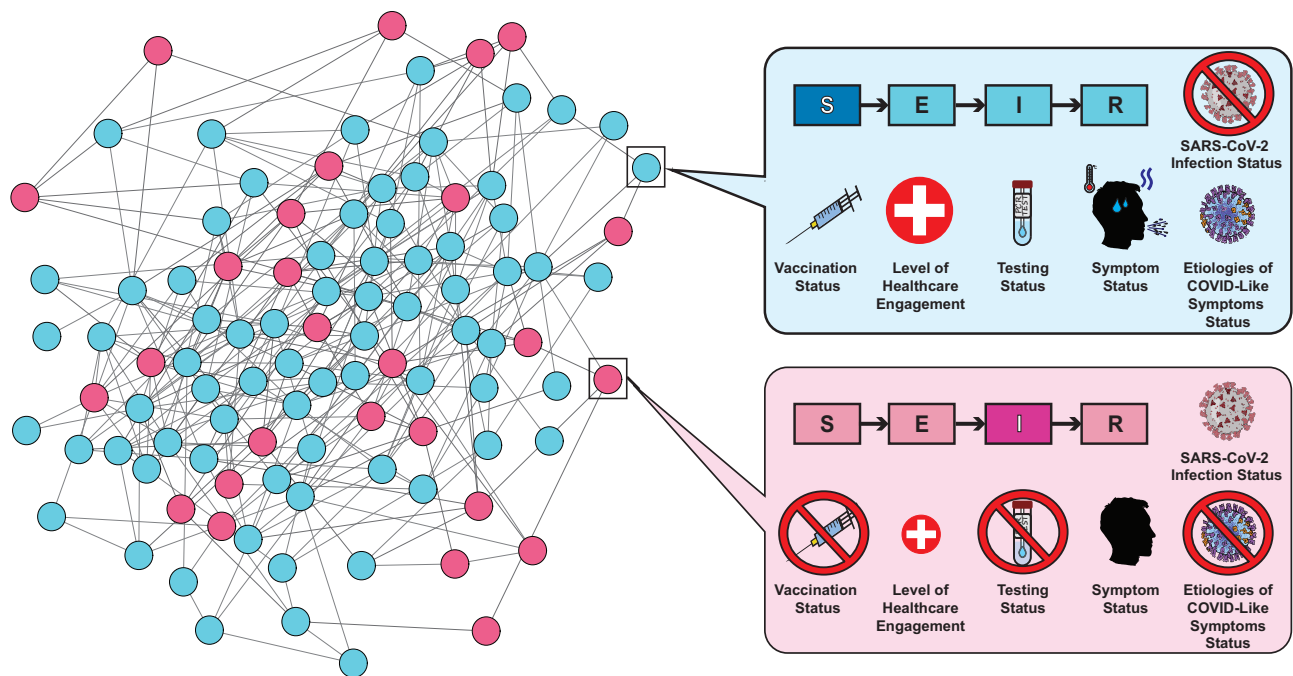 S
E
I
R
SARS-CoV-2
Infection Status
PCR
TEST
Vaccination
Status
Level of
Healthcare
Engagement
Testing
Status
Symptom
Status
Etiologies of
COVID-Like
Symptoms
Status
S
E
I
R
SARS-CoV-2
Infection Status
Vaccination
Status
Level of
Healthcare
Engagement
Testing
Status
Symptom
Status
Etiologies of
COVID-Like
Symptoms
Status